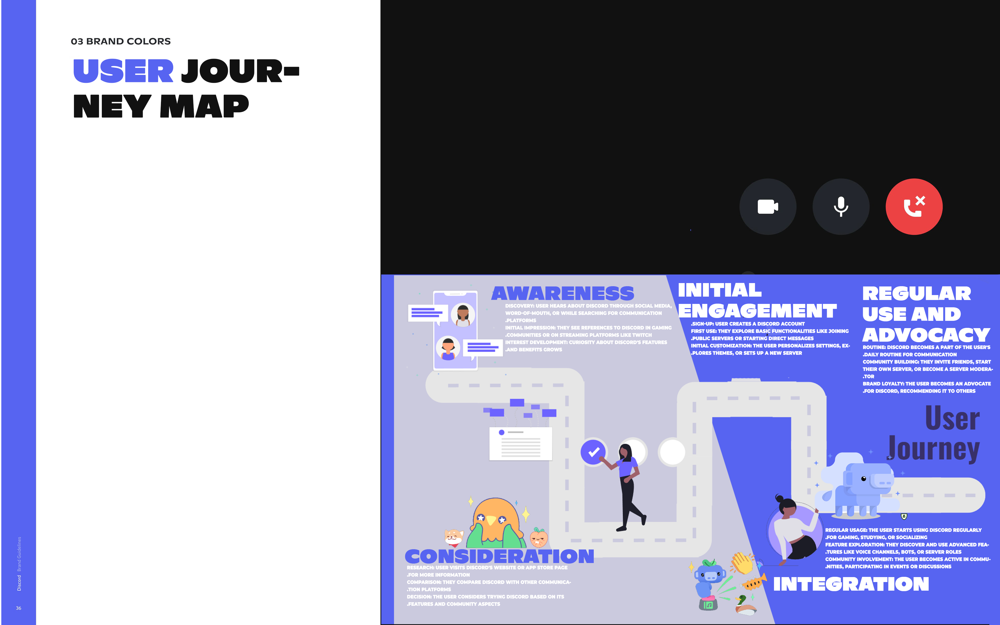 03 BRAND COLORS
USER JOUR-
NEY MAP
AWARENESS
DISCOVERY: USER HEARS ABOUT DISCORD THROUGH SOCIAL MEDIA,
WORD-OF-MOUTH, OR WHILE SEARCHING FOR COMMUNICATION
.PLATFORMS
INITIAL IMPRESSION: THEY SEE REFERENCES TO DISCORD IN GAMING
.COMMUNITIES OR ON STREAMING PLATFORMS LIKE TWITCH
INTEREST DEVELOPMENT: CURIOSITY ABOUT DISCORD'S FEATURES
.AND BENEFITS GROWS
INITIAL
ENGAGEMENT
.SIGN-UP: USER CREATES A DISCORD ACCOUNT
FIRST USE: THEY EXPLORE BASIC FUNCTIONALITIES LIKE JOINING
.PUBLIC SERVERS OR STARTING DIRECT MESSAGES
INITIAL CUSTOMIZATION: THE USER PERSONALIZES SETTINGS, EX-
.PLORES THEMES, OR SETS UP A NEW SERVER
REGULAR
USE AND
ADVOCACY
ROUTINE: DISCORD BECOMES A PART OF THE USER'S
.DAILY ROUTINE FOR COMMUNICATION
COMMUNITY BUILDING: THEY INVITE FRIENDS, START
THEIR OWN SERVER, OR BECOME A SERVER MODERA-
.TOR
BRAND LOYALTY: THE USER BECOMES AN ADVOCATE
.FOR DISCORD, RECOMMENDING IT TO OTHERS
User
Journey
CONSIDERATION
RESEARCH: USER VISITS DISCORD'S WEBSITE OR APP STORE PAGE
.FOR MORE INFORMATION
COMPARISON: THEY COMPARE DISCORD WITH OTHER COMMUNICA-
.TION PLATFORMS
DECISION: THE USER CONSIDERS TRYING DISCORD BASED ON ITS
.FEATURES AND COMMUNITY ASPECTS
REGULAR USAGE: THE USER STARTS USING DISCORD REGULARLY
.FOR GAMING, STUDYING, OR SOCIALIZING
FEATURE EXPLORATION: THEY DISCOVER AND USE ADVANCED FEA-
.TURES LIKE VOICE CHANNELS, BOTS, OR SERVER ROLES
COMMUNITY INVOLVEMENT: THE USER BECOMES ACTIVE IN COMMU-
.NITIES, PARTICIPATING IN EVENTS OR DISCUSSIONS
INTEGRATION
Discord Brand Guidelines
36